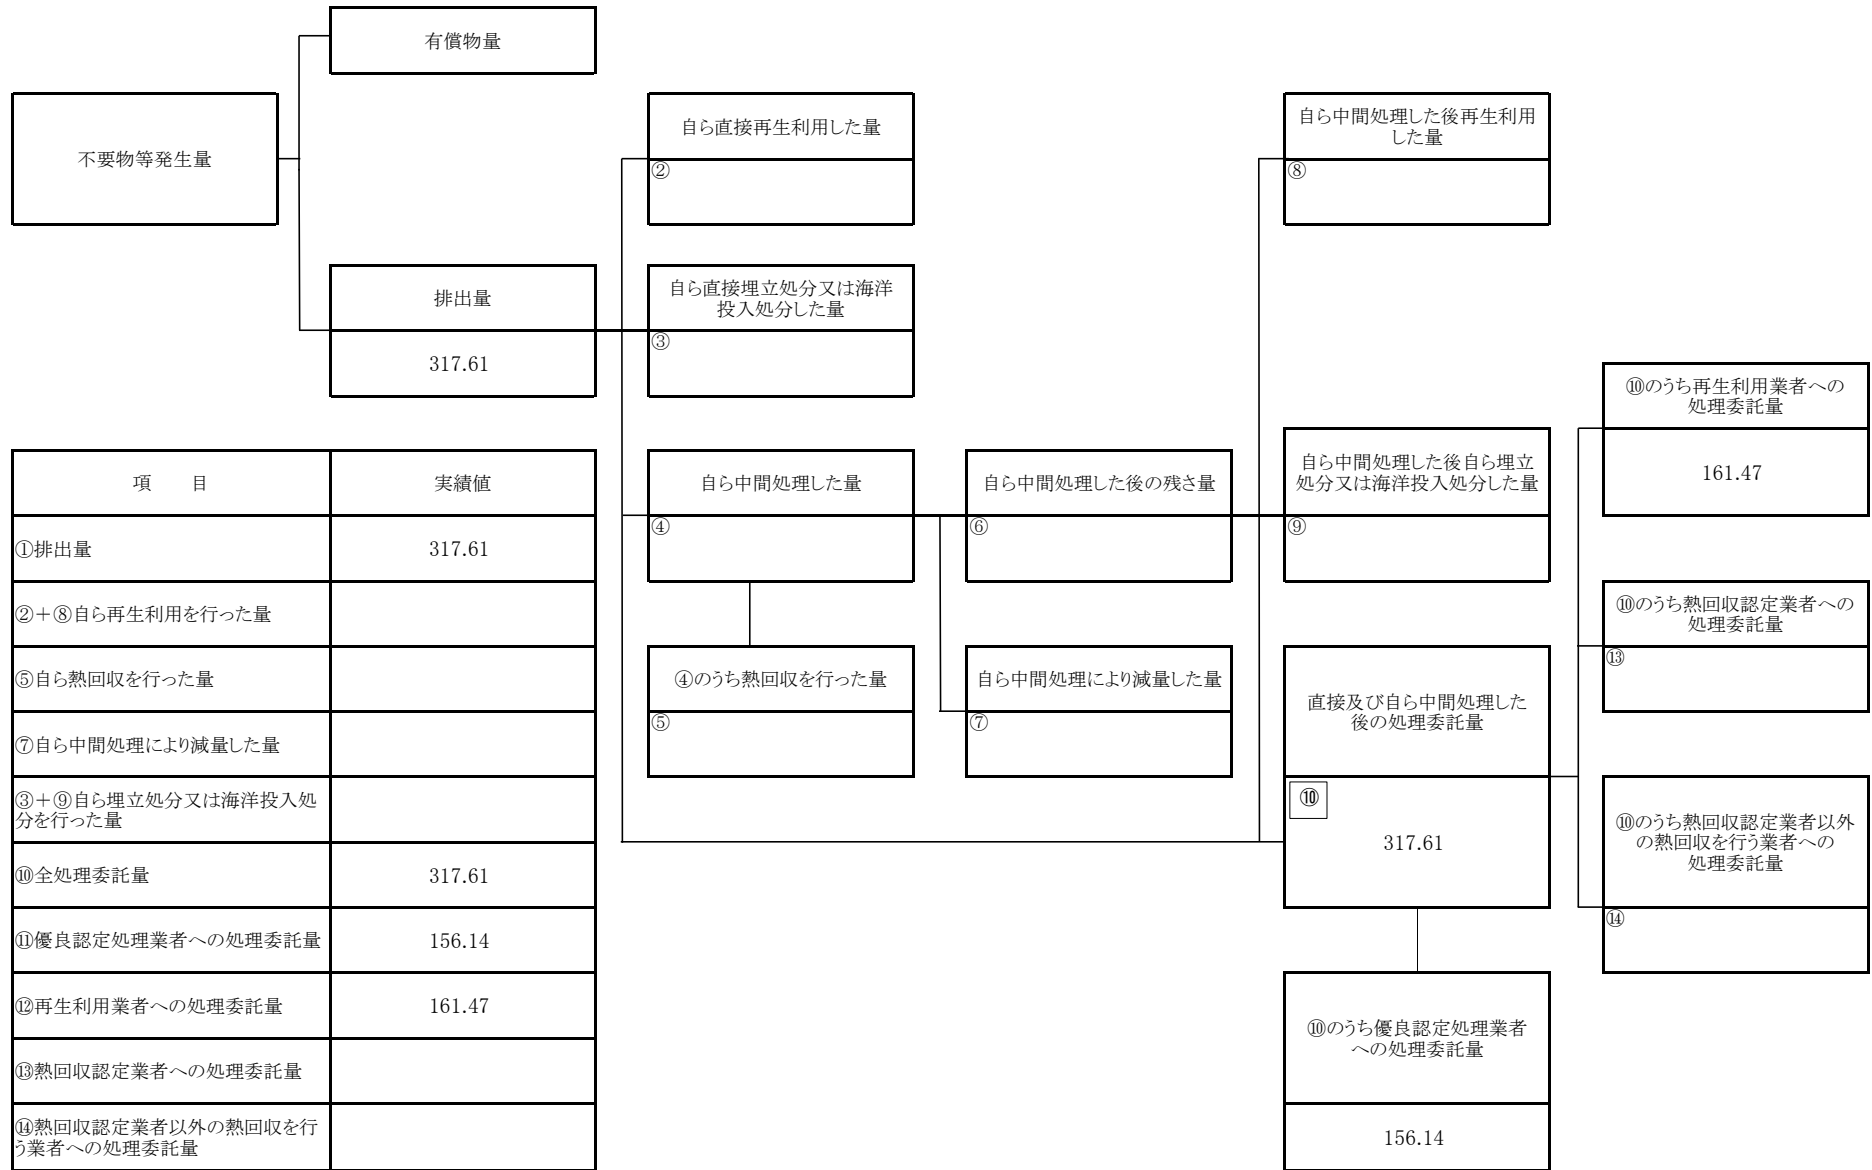 有償物量
不要物等発生量
自ら直接再生利用した量
②
自ら中間処理した後再生利用
した量
⑧
排出量
317.61
自ら直接埋立処分又は海洋
投入処分した量
③
項　目
実績値
①排出量
317.61
②+⑧自ら再生利用を行った量
⑤自ら熱回収を行った量
⑦自ら中間処理により減量した量
③+⑨自ら埋立処分又は海洋投入処
分を行った量
⑩全処理委託量
317.61
⑪優良認定処理業者への処理委託量
156.14
⑫再生利用業者への処理委託量
161.47
⑬熱回収認定業者への処理委託量
⑭熱回収認定業者以外の熱回収を行
う業者への処理委託量
自ら中間処理した量
④
④のうち熱回収を行った量
⑤
自ら中間処理した後の残さ量
⑥
自ら中間処理により減量した量
⑦
自ら中間処理した後自ら埋立
処分又は海洋投入処分した量
⑨
直接及び自ら中間処理した
後の処理委託量
⑩
317.61
⑩のうち優良認定処理業者
への処理委託量
156.14
⑩のうち再生利用業者への
処理委託量
161.47
⑩のうち熱回収認定業者への
処理委託量
⑬
⑩のうち熱回収認定業者以外
の熱回収を行う業者への
処理委託量
⑭